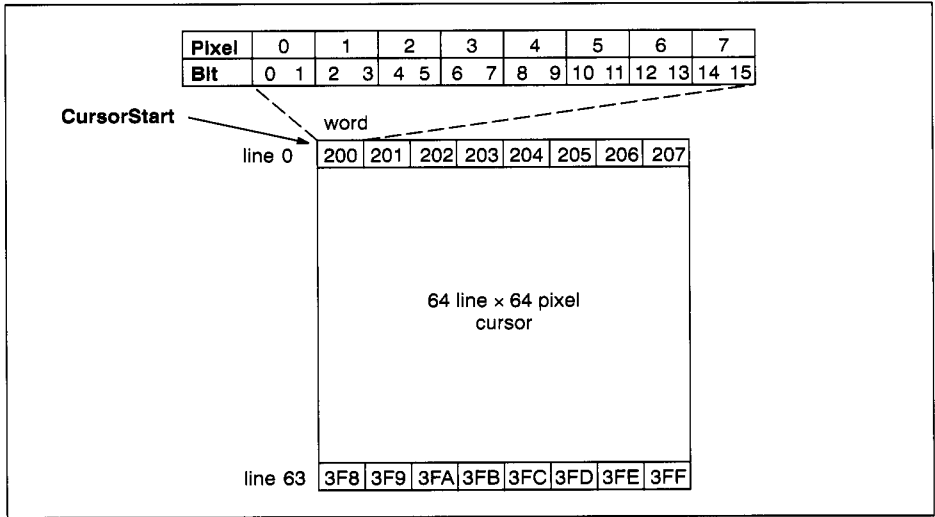 Pixel 0 1 2 3 4 5 6 7
Bit 0 1 2 3 4 5 6 7 8 9 10 11 12 13 14 15
CursorStart
word
line 0 200 201 202 203 204 205 206 207
64 line × 64 pixel
cursor
line 63 3F8 3F9 3FA 3FB 3FC 3FD 3FE 3FF